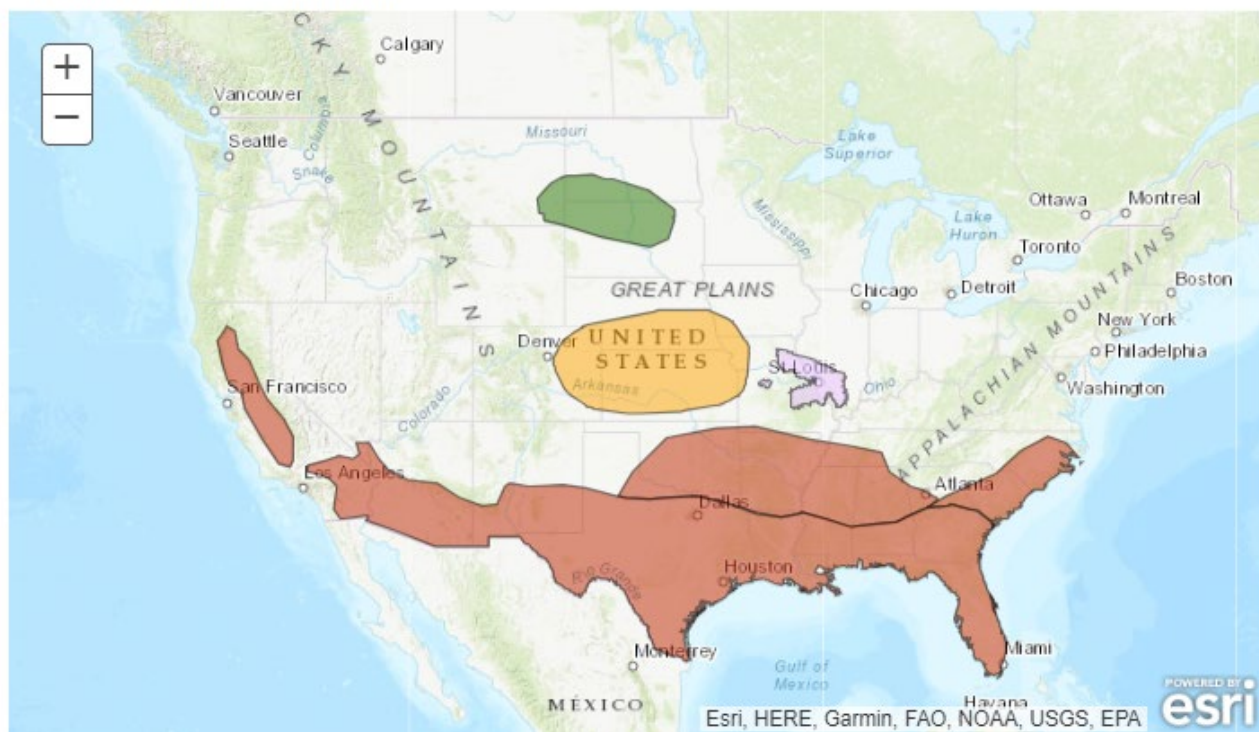 +
−
Calgary
Vancouver
Seattle
Columbia
Snake
CKY MOUNTAINS
Missouri
Lake
Superior
Mississippi
Lake
Huron
Ottawa
Montreal
Toronto
Boston
Chicago
Detroit
New York
Philadelphia
Washington
APPALACHIAN MOUNTAINS
GREAT PLAINS
Denver
UNITED
STATES
Arkansas
St Louis
Ohio
San Francisco
Colorado
Los Angeles
Dallas
Atlanta
Houston
Rio Grande
Monterrey
Miami
Gulf of
Mexico
MÉXICO
Havana
Esri, HERE, Garmin, FAO, NOAA, USGS, EPA
POWERED BY
esri